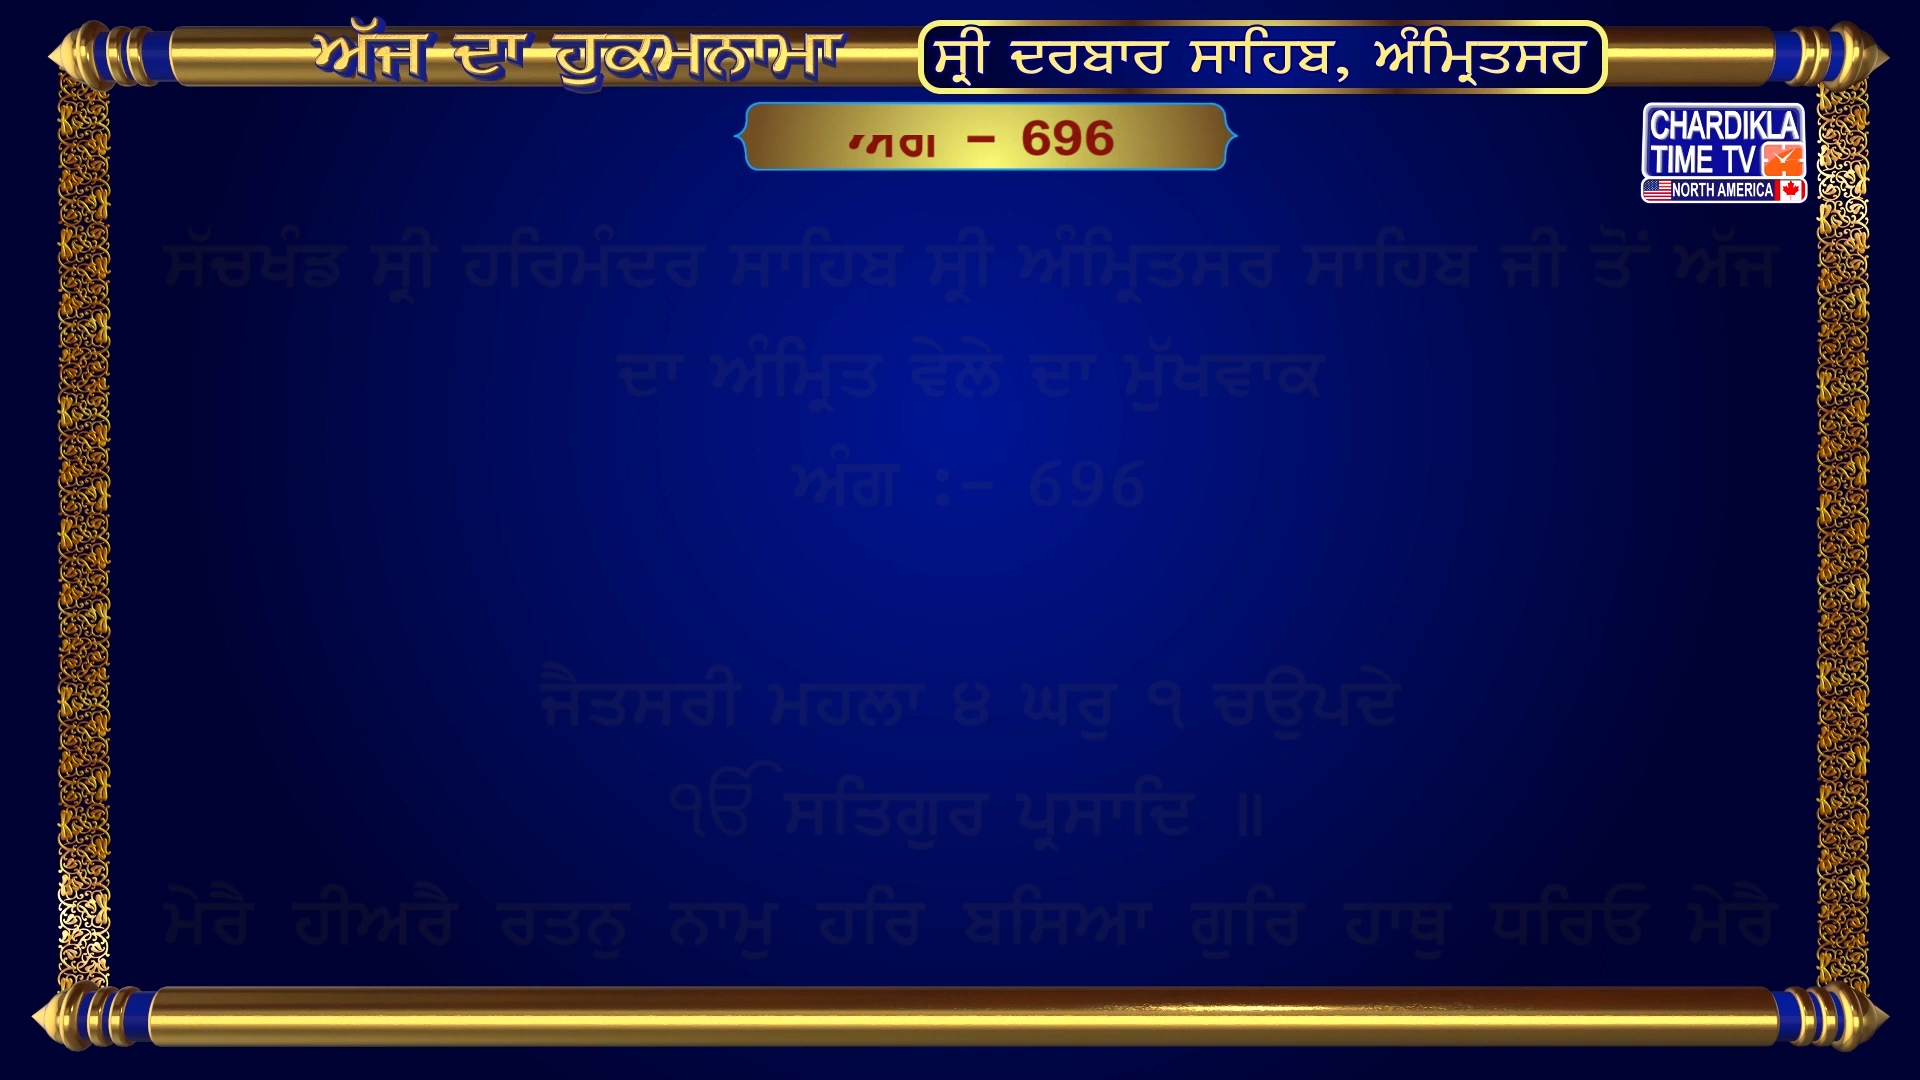 ਅੱਜ ਦਾ ਹੁਕਮਨਾਮਾ
ਸ੍ਰੀ ਦਰਬਾਰ ਸਾਹਿਬ, ਅੰਮ੍ਰਿਤਸਰ
ਅੰਗ – 696
CHARDIKLA
TIME TV
NORTH AMERICA
ਸੱਚਖੰਡ ਸ੍ਰੀ ਹਰਿਮੰਦਰ ਸਾਹਿਬ ਸ੍ਰੀ ਅੰਮ੍ਰਿਤਸਰ ਸਾਹਿਬ ਜੀ ਤੋਂ ਅੱਜ
ਦਾ ਅੰਮ੍ਰਿਤ ਵੇਲੇ ਦਾ ਮੁੱਖਵਾਕ
ਅੰਗ :– 696
ਜੈਤਸਰੀ ਮਹਲਾ ੪ ਘਰੁ ੧ ਚਉਪਦੇ
ੴ ਸਤਿਗੁਰ ਪ੍ਰਸਾਦਿ ॥
ਮੇਰੈ ਹੀਅਰੈ ਰਤਨੁ ਨਾਮੁ ਹਰਿ ਬਸਿਆ ਗੁਰਿ ਹਾਥੁ ਧਰਿਓ ਮੇਰੈ